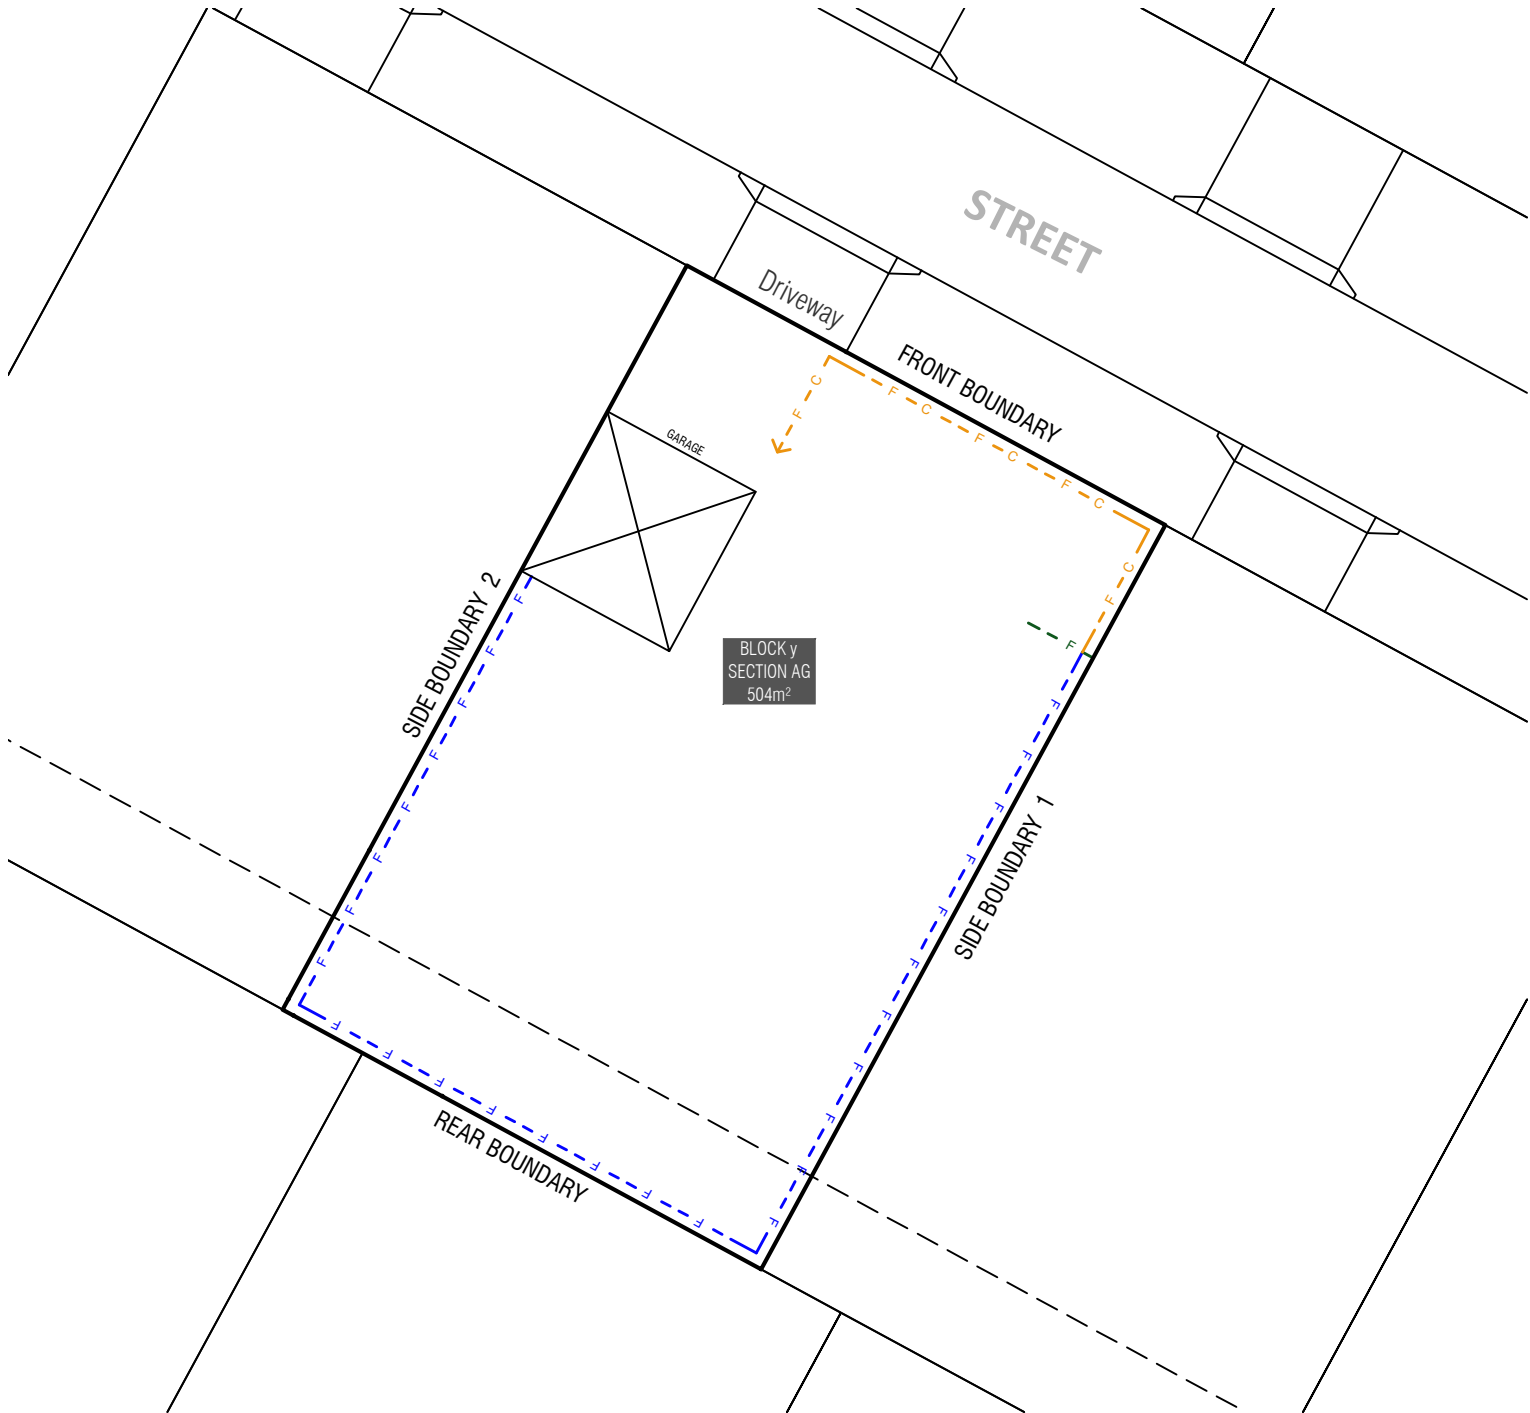 STREET
Driveway
FRONT BOUNDARY
C F C F C F C
F
C
F
GARAGE
SIDE BOUNDARY 2
F
F
F
F
F
F
F
F
BLOCK y
SECTION AG
504m²
F
F
F
F
F
F
F
F
F
F
F
F
SIDE BOUNDARY 1
F F F F F F F F
REAR BOUNDARY